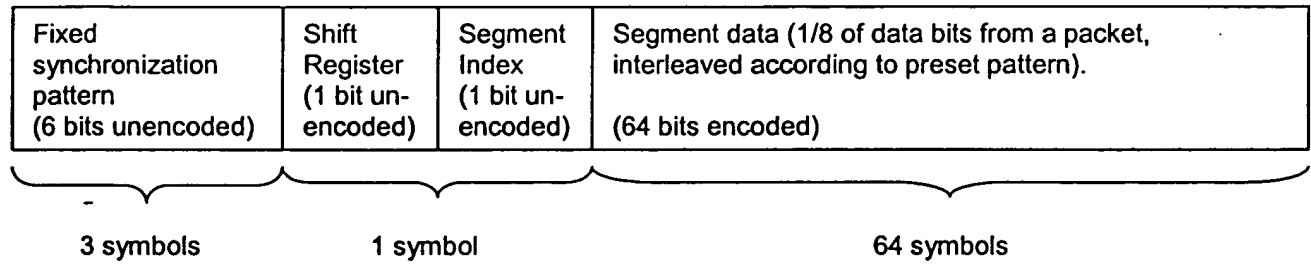 Fixed
synchronization
pattern
(6 bits unencoded)
Shift
Register
(1 bit un-
encoded)
Segment
Index
(1 bit un-
encoded)
Segment data (1/8 of data bits from a packet,
interleaved according to preset pattern).
(64 bits encoded)
3 symbols
1 symbol
64 symbols